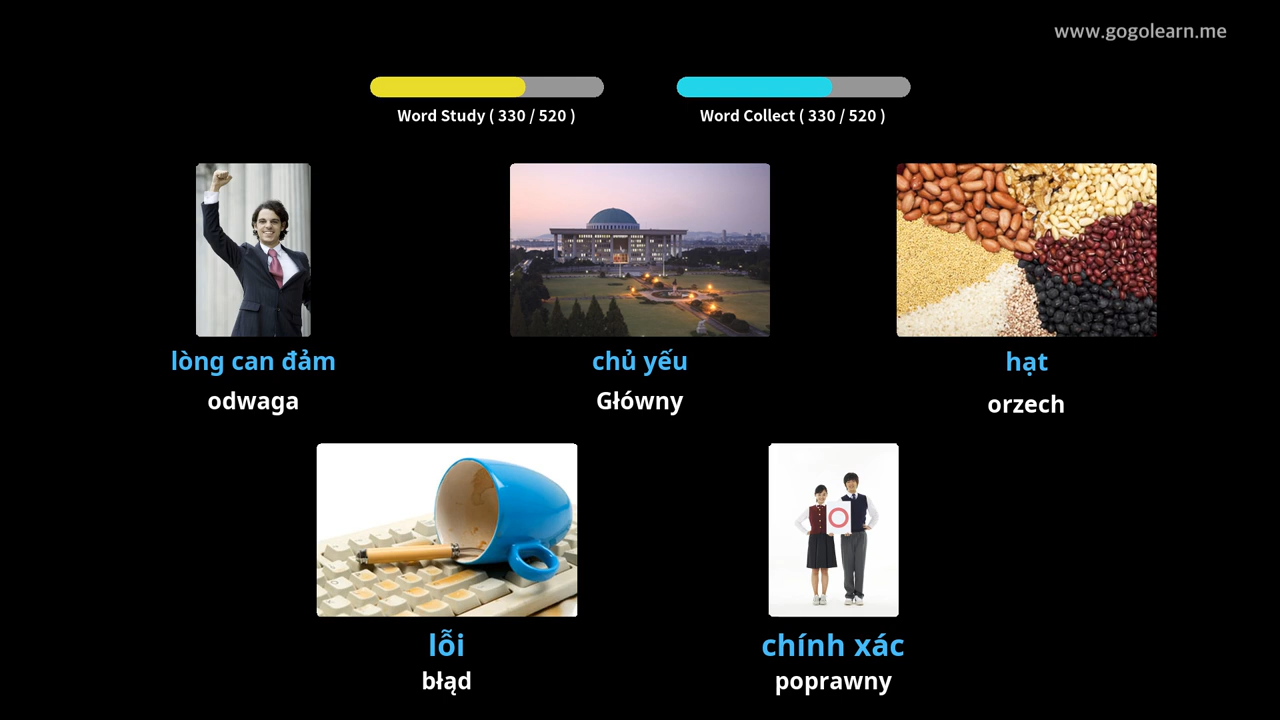 www.gogolearn.me
Word Study ( 330 / 520 )
Word Collect ( 330 / 520 )
lòng can đảm
odwaga
chủ yếu
Główny
hạt
orzech
lỗi
błąd
chính xác
poprawny